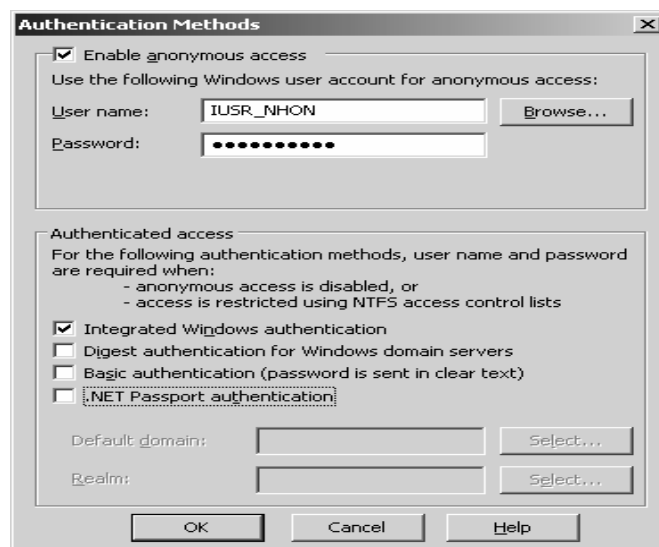 Authentication Methods
Enable anonymous access
Use the following Windows user account for anonymous access:
User name:
IUSR_NHON
Browse...
Password:
●●●●●●●●●●
Authenticated access
For the following authentication methods, user name and password
are required when:
- anonymous access is disabled, or
- access is restricted using NTFS access control lists
Integrated Windows authentication
Digest authentication for Windows domain servers
Basic authentication (password is sent in clear text)
.NET Passport authentication
Default domain:
Select...
Realm:
Select...
OK
Cancel
Help